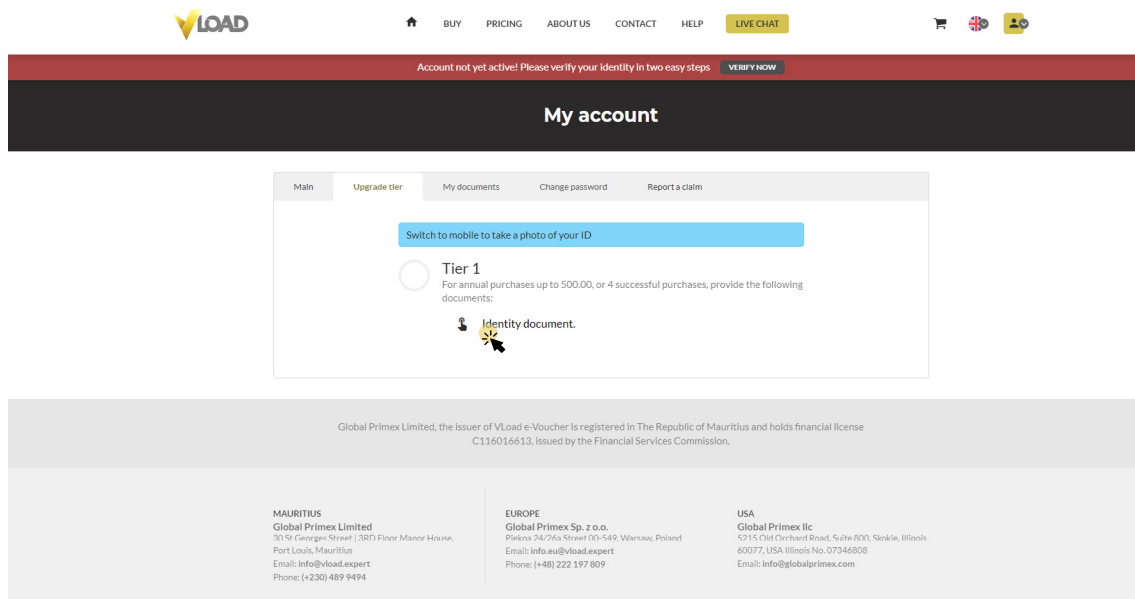 VLOAD
BUY PRICING ABOUT US CONTACT HELP LIVE CHAT
Account not yet active! Please verify your identity in two easy steps VERIFY NOW
My account
Main Upgrade tier My documents Change password Report a claim
Switch to mobile to take a photo of your ID
Tier 1
For annual purchases up to 500.00, or 4 successful purchases, provide the following
documents:
Identity document.
Global Primex Limited, the issuer of VLoad e-Voucher is registered in The Republic of Mauritius and holds financial license
C116016613, issued by the Financial Services Commission.
MAURITIUS
Global Primex Limited
30 St Georges Street | 3RD Floor Manor House,
Port Louis, Mauritius
Email: info@vload.expert
Phone: (+230) 489 9494
EUROPE
Global Primex Sp. z o.o.
Piekna 24/26a Street 00-549, Warsaw, Poland
Email: info.eu@vload.expert
Phone: (+48) 222 197 809
USA
Global Primex llc
5215 Old Orchard Road, Suite 800, Skokie, Illinois
60077, USA Illinois No. 07346808
Email: info@globalprimex.com